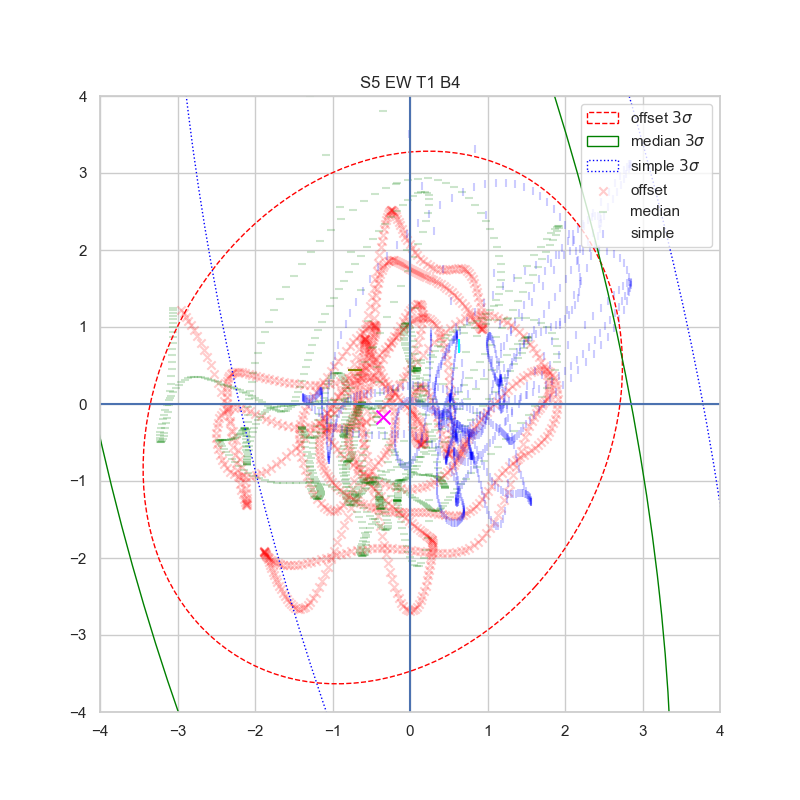 S5 EW T1 B4
4
3
2
1
0
−1
−2
−3
−4
−4
−3
−2
−1
0
1
2
3
4
offset 3σ
median 3σ
simple 3σ
offset
median
simple